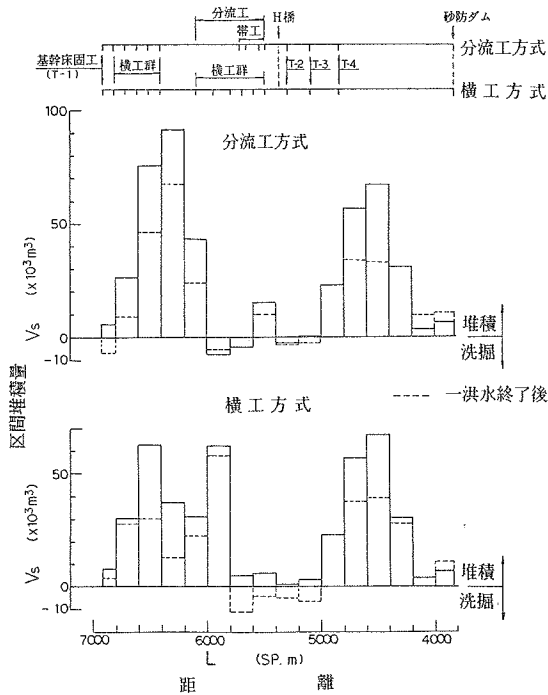 分流工
H橋
砂防ダム
帯工
分流工方式
基幹床固工
(T-1)
横工群
横工群
T-2
T-3
T-4
横工方式
100
分流工方式
50
0
-10
Vs (x10³m³)
堆積
洗掘
---- 一洪水終了後
横工方式
区間堆積量
50
0
-10
Vs (x10³m³)
堆積
洗掘
7000 6000 5000 4000
L (SP. m)
距 離